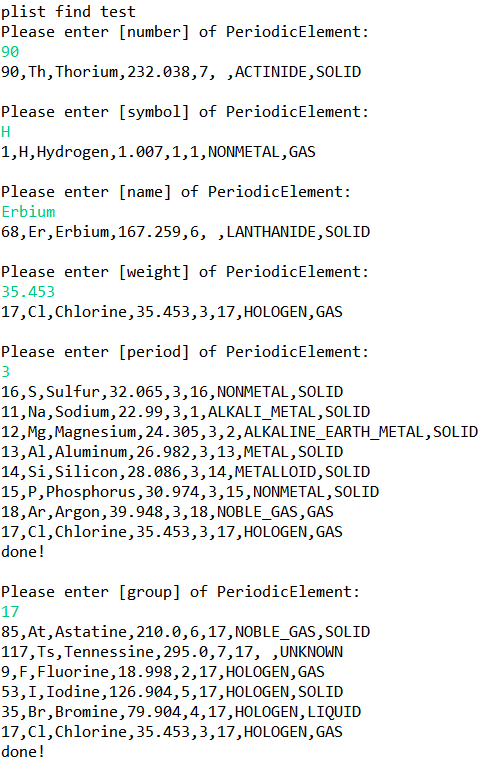 plist find test
Please enter [number] of PeriodicElement:
90
90,Th,Thorium,232.038,7, ,ACTINIDE,SOLID
Please enter [symbol] of PeriodicElement:
H
1,H,Hydrogen,1.007,1,1,NONMETAL,GAS
Please enter [name] of PeriodicElement:
Erbium
68,Er,Erbium,167.259,6, ,LANTHANIDE,SOLID
Please enter [weight] of PeriodicElement:
35.453
17,Cl,Chlorine,35.453,3,17,HOLOGEN,GAS
Please enter [period] of PeriodicElement:
3
16,S,Sulfur,32.065,3,16,NONMETAL,SOLID
11,Na,Sodium,22.99,3,1,ALKALI_METAL,SOLID
12,Mg,Magnesium,24.305,3,2,ALKALINE_EARTH_METAL,SOLID
13,Al,Aluminum,26.982,3,13,METAL,SOLID
14,Si,Silicon,28.086,3,14,METALLOID,SOLID
15,P,Phosphorus,30.974,3,15,NONMETAL,SOLID
18,Ar,Argon,39.948,3,18,NOBLE_GAS,GAS
17,Cl,Chlorine,35.453,3,17,HOLOGEN,GAS
done!
Please enter [group] of PeriodicElement:
17
85,At,Astatine,210.0,6,17,NOBLE_GAS,SOLID
117,Ts,Tennessine,295.0,7,17, ,UNKNOWN
9,F,Fluorine,18.998,2,17,HOLOGEN,GAS
53,I,Iodine,126.904,5,17,HOLOGEN,SOLID
35,Br,Bromine,79.904,4,17,HOLOGEN,LIQUID
17,Cl,Chlorine,35.453,3,17,HOLOGEN,GAS
done!